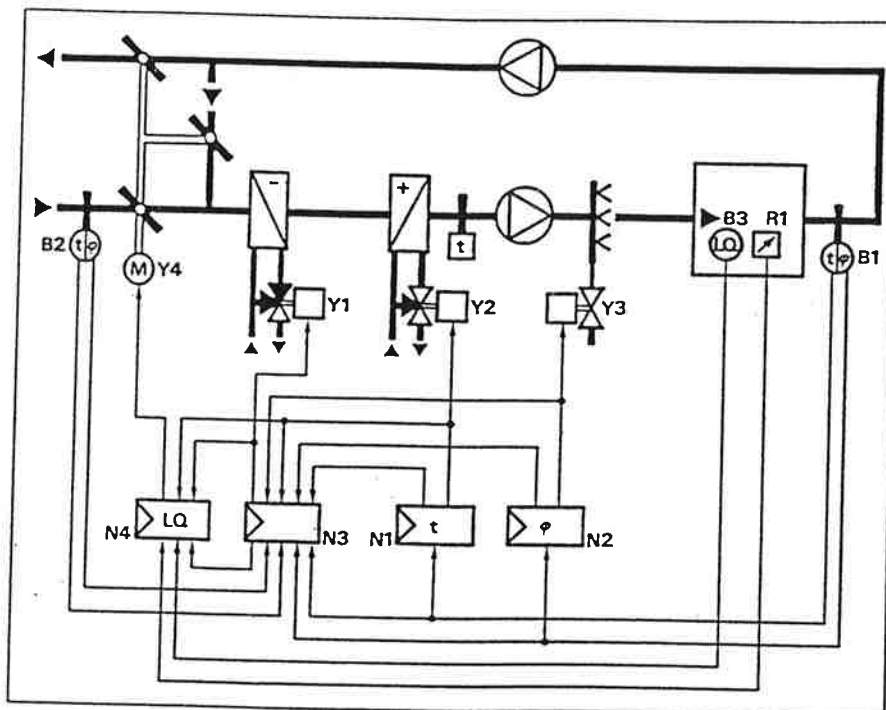 - + B3 R1
B2 t φ t LQ t φ B1
M Y4
Y1 Y2 Y3
N4 LQ N3 N1 t φ N2